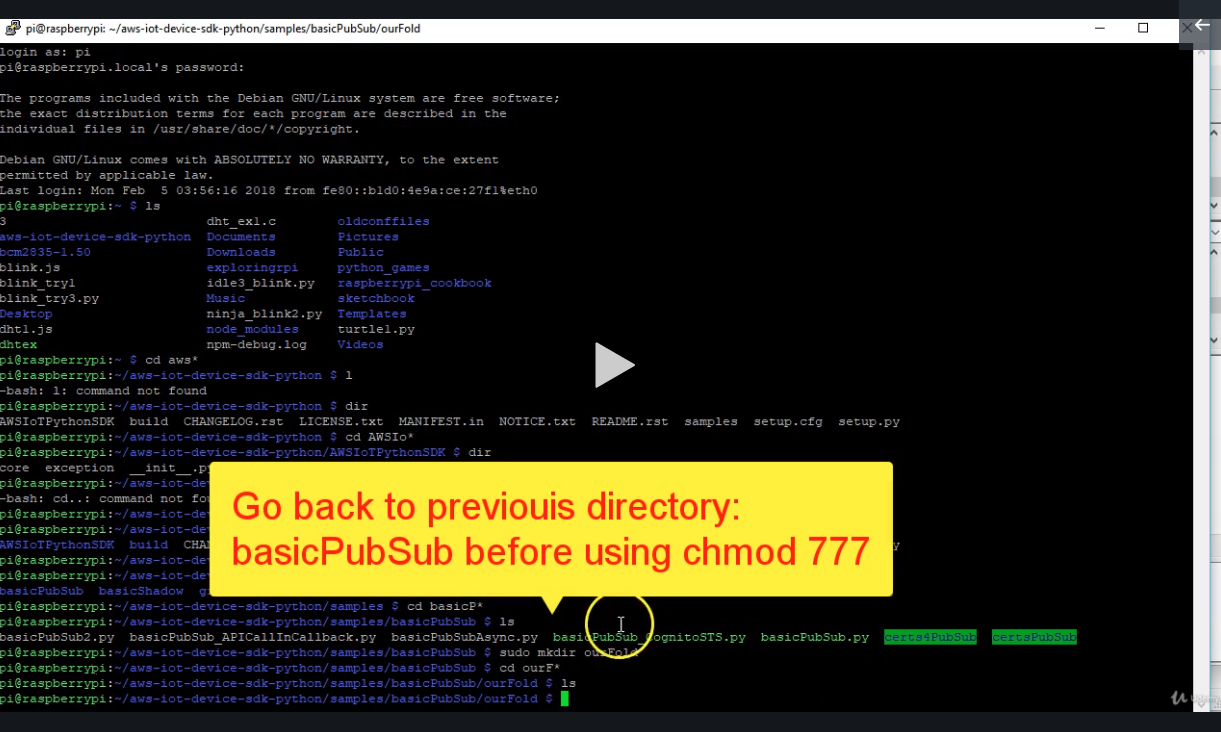 pi@raspberrypi: ~/aws-iot-device-sdk-python/samples/basicPubSub/ourFold
login as: pi
pi@raspberrypi.local's password:
The programs included with the Debian GNU/Linux system are free software;
the exact distribution terms for each program are described in the
individual files in /usr/share/doc/*/copyright.
Debian GNU/Linux comes with ABSOLUTELY NO WARRANTY, to the extent
permitted by applicable law.
Last login: Mon Feb  5 03:56:16 2018 from fe80::b1d0:4e9a:ce:27f1%eth0
pi@raspberrypi:~ $ ls
3 dht_ex1.c oldconffiles
aws-iot-device-sdk-python Documents Pictures
bcm2835-1.50 Downloads Public
blink.js exploringrpi python_games
blink_try1 idle3_blink.py raspberrypi_cookbook
blink_try3.py Music sketchbook
Desktop ninja_blink2.py Templates
dht1.js node_modules turtle1.py
dhtex npm-debug.log Videos
pi@raspberrypi:~ $ cd aws*
pi@raspberrypi:~/aws-iot-device-sdk-python $ l
-bash: l: command not found
pi@raspberrypi:~/aws-iot-device-sdk-python $ dir
AWSIoTPythonSDK build CHANGELOG.rst LICENSE.txt MANIFEST.in NOTICE.txt README.rst samples setup.cfg setup.py
pi@raspberrypi:~/aws-iot-device-sdk-python $ cd AWSIo*
pi@raspberrypi:~/aws-iot-device-sdk-python/AWSIoTPythonSDK $ dir
core exception __init__.p
pi@raspberrypi:~/aws-iot-de
-bash: cd..: command not fo
pi@raspberrypi:~/aws-iot-de
pi@raspberrypi:~/aws-iot-de
AWSIoTPythonSDK build CHA y
pi@raspberrypi:~/aws-iot-de
pi@raspberrypi:~/aws-iot-de
basicPubSub basicShadow g
Go back to previouis directory:
basicPubSub before using chmod 777
pi@raspberrypi:~/aws-iot-device-sdk-python/samples $ cd basicP*
pi@raspberrypi:~/aws-iot-device-sdk-python/samples/basicPubSub $ ls
basicPubSub2.py basicPubSub_APICallInCallback.py basicPubSubAsync.py basicPubSub_CognitoSTS.py basicPubSub.py certs4PubSub certsPubSub
pi@raspberrypi:~/aws-iot-device-sdk-python/samples/basicPubSub $ sudo mkdir ourFold
pi@raspberrypi:~/aws-iot-device-sdk-python/samples/basicPubSub $ cd ourF*
pi@raspberrypi:~/aws-iot-device-sdk-python/samples/basicPubSub/ourFold $ ls
pi@raspberrypi:~/aws-iot-device-sdk-python/samples/basicPubSub/ourFold $